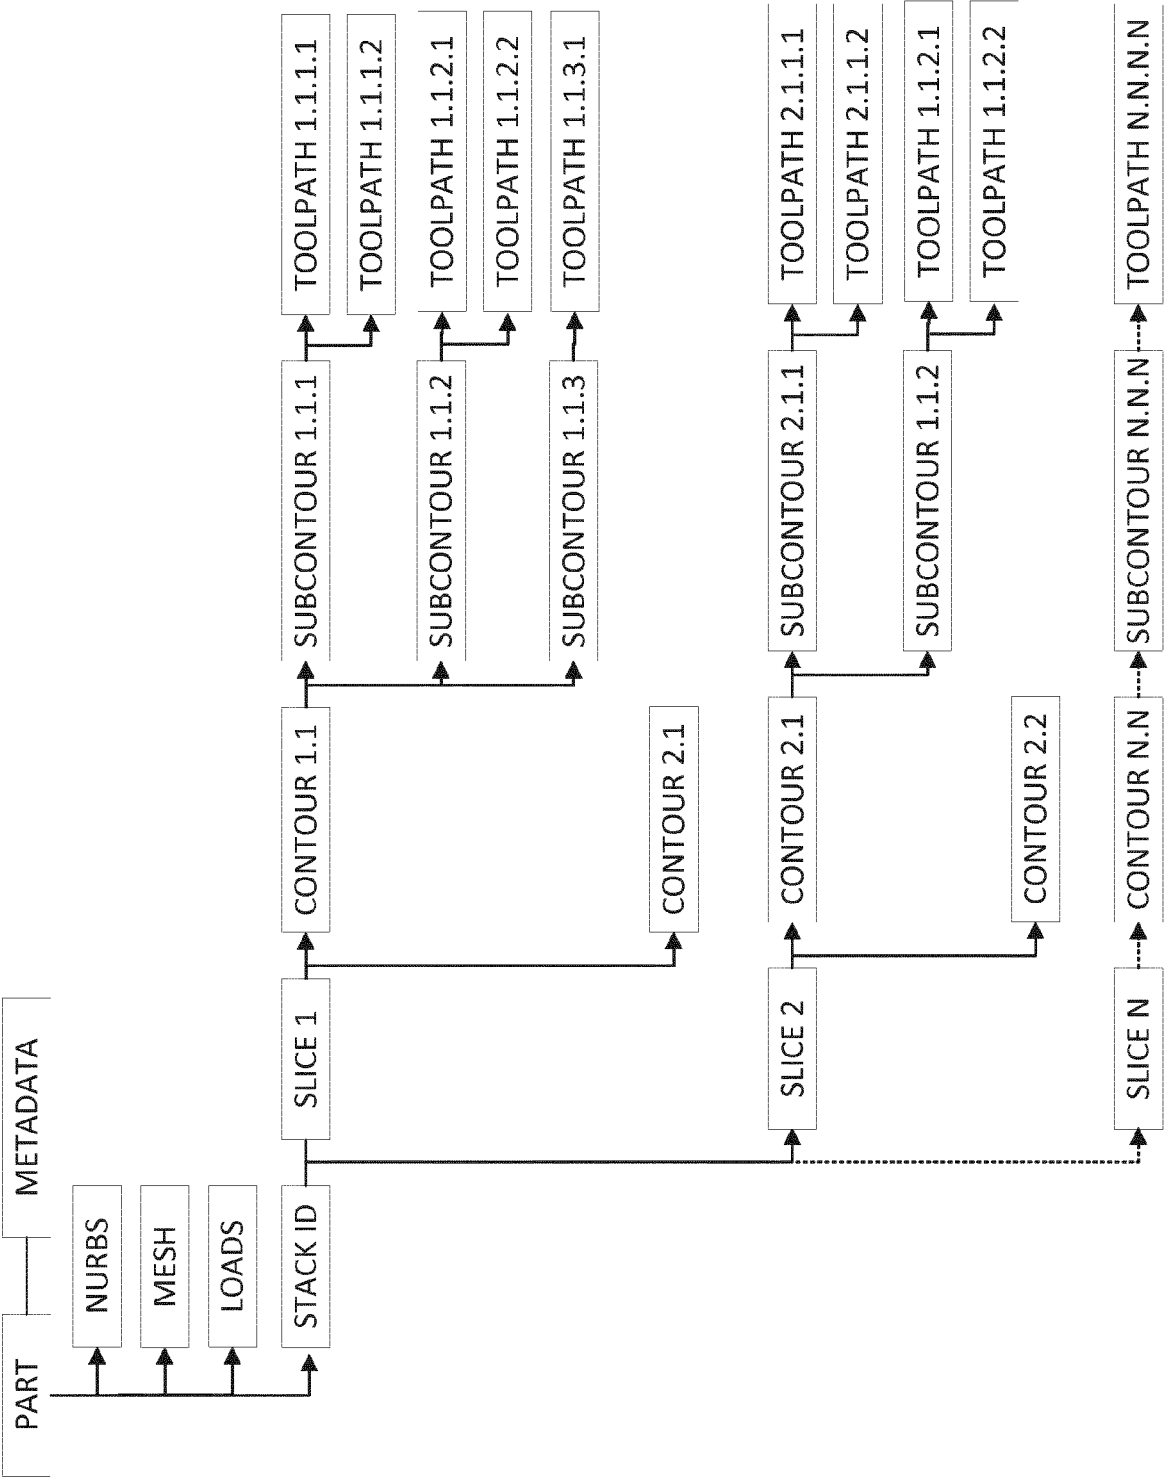 PART
METADATA
NURBS
MESH
LOADS
STACK ID
SLICE 1
CONTOUR 1.1
SUBCONTOUR 1.1.1
TOOLPATH 1.1.1.1
TOOLPATH 1.1.1.2
SUBCONTOUR 1.1.2
TOOLPATH 1.1.2.1
TOOLPATH 1.1.2.2
SUBCONTOUR 1.1.3
TOOLPATH 1.1.3.1
CONTOUR 2.1
SLICE 2
CONTOUR 2.1
SUBCONTOUR 2.1.1
TOOLPATH 2.1.1.1
TOOLPATH 2.1.1.2
SUBCONTOUR 1.1.2
TOOLPATH 1.1.2.1
TOOLPATH 1.1.2.2
CONTOUR 2.2
SLICE N
CONTOUR N.N
SUBCONTOUR N.N.N
TOOLPATH N.N.N.N